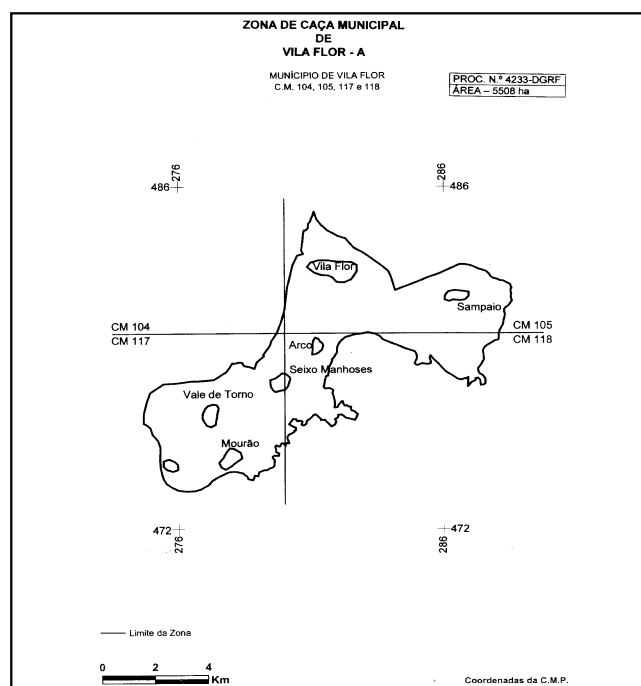 ZONA DE CAÇA MUNICIPAL
DE
VILA FLOR - A
MUNÍCIPIO DE VILA FLOR
C.M. 104, 105, 117 e 118
PROC. N.º 4233-DGRF
ÁREA – 5508 ha
276
486
286
486
Vila Flor
Sampaio
CM 104
CM 105
CM 117
CM 118
Arco
Seixo Manhoses
Vale de Torno
Mourão
472
276
472
286
Limite da Zona
0 2 4
Km
Coordenadas da C.M.P.